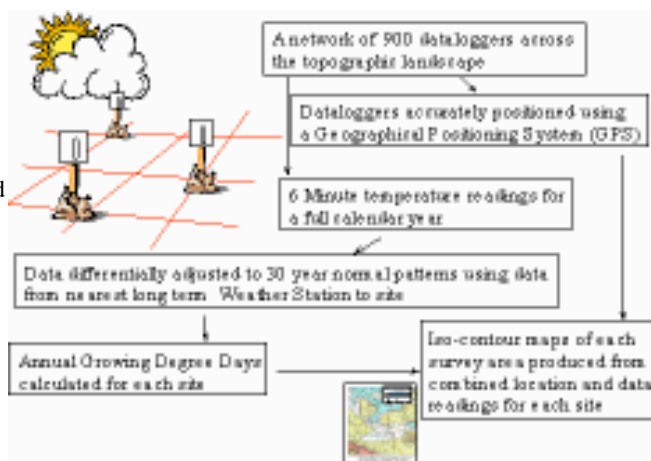 A network of 900 dataloggers across
the topographic landscape
Dataloggers accurately positioned using
a Geographical Positioning System (GPS)
6 Minute temperature readings for
a full calendar year
Data differentially adjusted to 30 year normal patterns using data
from nearest long term Weather Station to site
Annual Growing Degree Days
calculated for each site
Iso-contour maps of each
survey area produced from
combined location and data
readings for each site